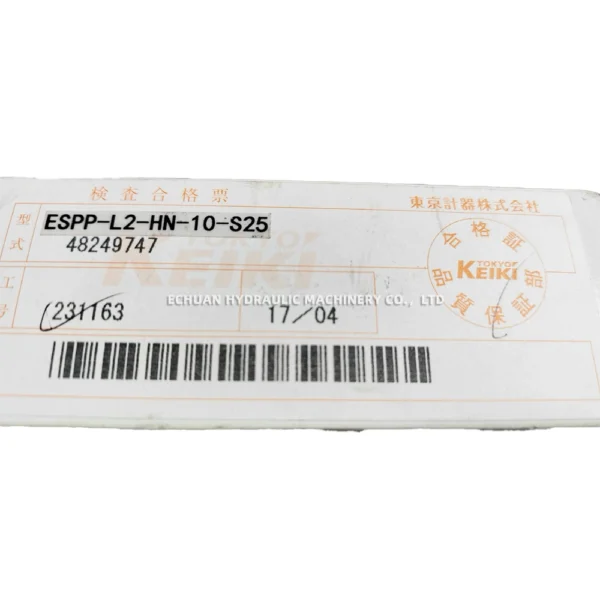 検査合格票
東京計器株式会社
型式
ESPP-L2-HN-10-S25
48249747
TOKYO
KEIKI
合格証
TOKYO
KEIKI
品質保証
工
号
231163
17/04
ECHUAN HYDRAULIC MACHINERY CO., LTD